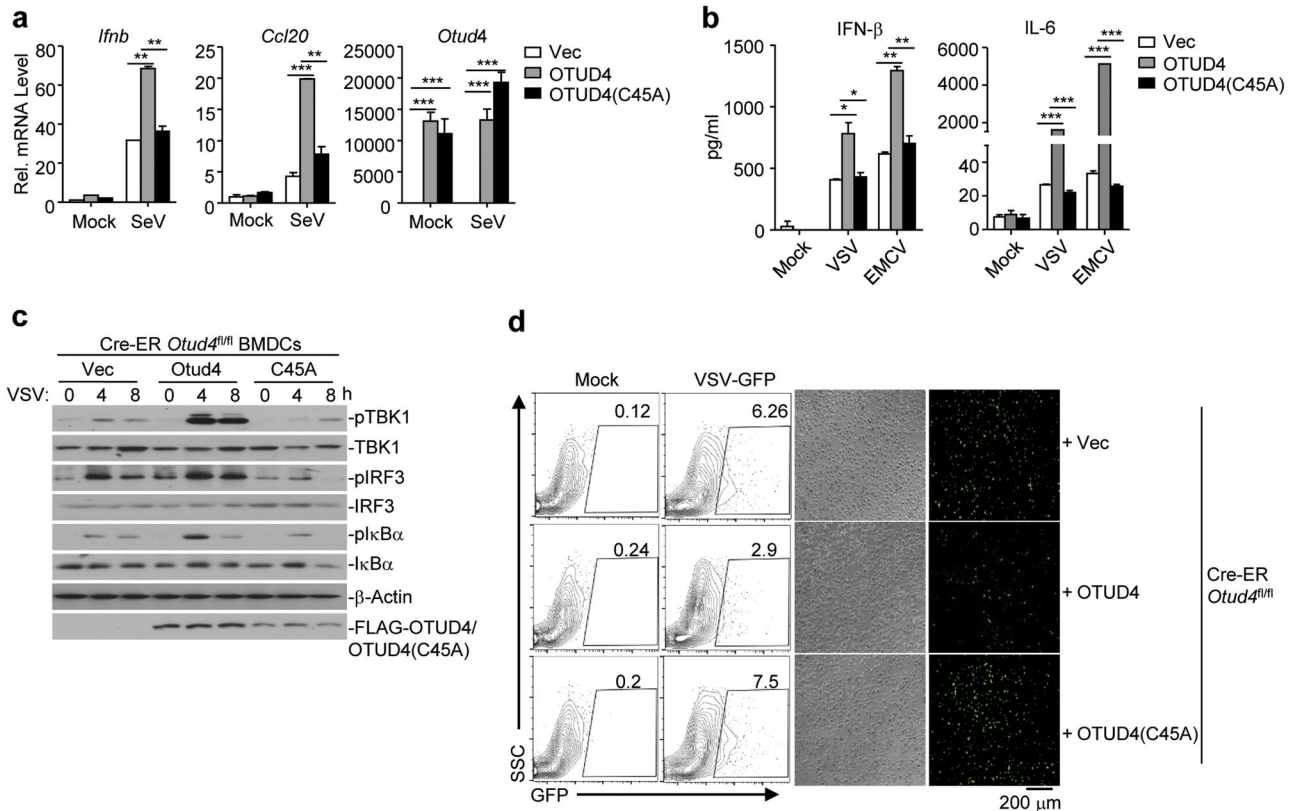 a
Ifnb
Ccl20
Otud4
Rel. mRNA Level
80
60
40
20
0
25
20
15
10
5
0
25000
20000
15000
10000
5000
0
** **
*** **
*** *** *** ***
Mock SeV
Mock SeV
Mock SeV
Vec
OTUD4
OTUD4(C45A)
b
IFN-β
IL-6
pg/ml
1500
1000
500
0
6000
4000
2000
40
20
0
* * ** **
*** *** *** ***
Mock VSV EMCV
Mock VSV EMCV
Vec
OTUD4
OTUD4(C45A)
c
Cre-ER Otud4fl/fl BMDCs
Vec Otud4 C45A
VSV: 0 4 8 0 4 8 0 4 8 h
-pTBK1
-TBK1
-pIRF3
-IRF3
-pIκBα
-IκBα
-β-Actin
-FLAG-OTUD4/
OTUD4(C45A)
d
Mock VSV-GFP
0.12 6.26
+ Vec
0.24 2.9
+ OTUD4
0.2 7.5
+ OTUD4(C45A)
Cre-ER
Otud4fl/fl
SSC
GFP
200 μm